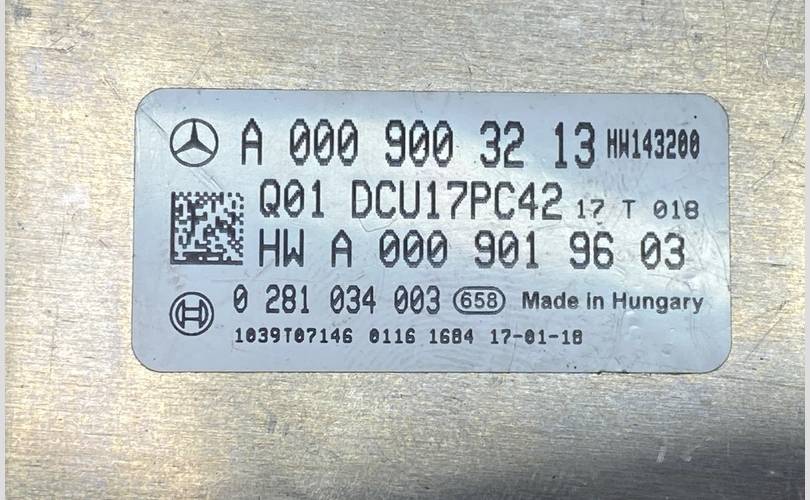 A 000 900 32 13 HW143200
Q01 DCU17PC42 17 T 018
HW A 000 901 96 03
0 281 034 003 658 Made in Hungary
1039T07146 0116 1684 17-01-18